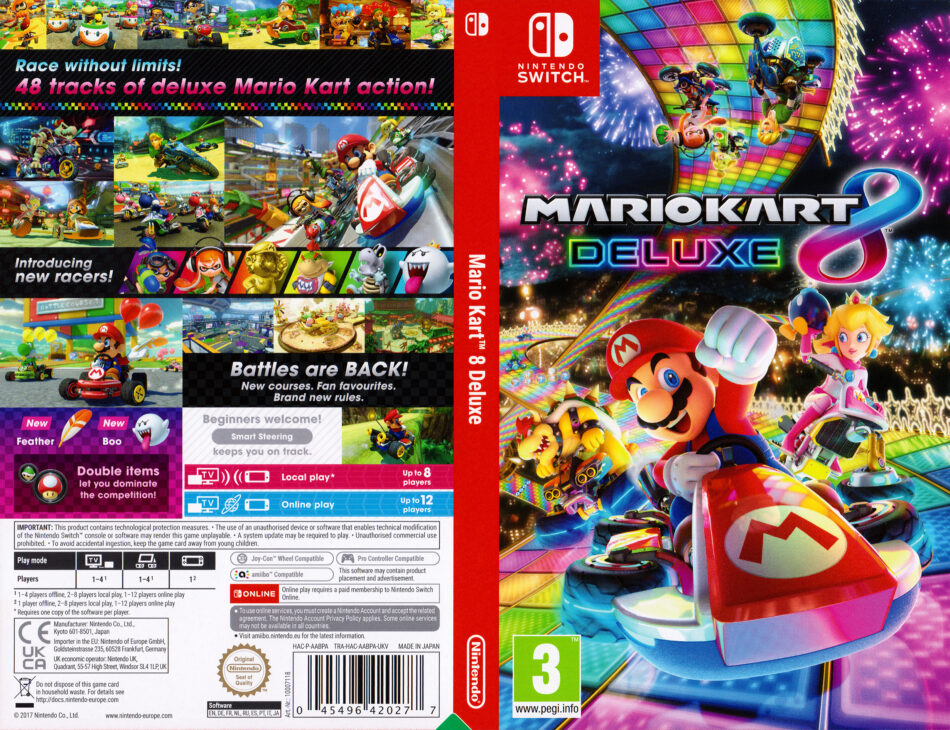 Race without limits!
48 tracks of deluxe Mario Kart action!
Introducing
new racers!
Battles are BACK!
New courses. Fan favourites.
Brand new rules.
New
Feather
New
Boo
Beginners welcome!
Smart Steering
keeps you on track.
Double items
let you dominate
the competition!
TV
Local play*
Up to 8
players
TV
Online play
Up to 12
players
IMPORTANT: This product contains technological protection measures. • The use of an unauthorised device or software that enables technical modification
of the Nintendo Switch™ console or software may render this game unplayable. • A system update may be required to play. • Unauthorised commercial use
prohibited. • To avoid accidental ingestion, keep the game card away from young children.
Play mode
TV
Players
1-4¹
1-4¹
1²
¹ 1-4 players offline, 2-8 players local play, 1-12 players online play
² 1 player offline, 2-8 players local play, 1-12 players online play
* Requires one copy of the software per player.
Joy-Con™ Wheel Compatible
Pro Controller Compatible
amiibo™ Compatible
This software may contain product
placement and advertisement.
ONLINE
Online play requires a paid membership to Nintendo Switch
Online.
• To use online services, you must create a Nintendo Account and accept the related
agreement. The Nintendo Account Privacy Policy applies. Some online services
may not be available in all countries.
• Visit amiibo.nintendo.eu for the latest information.
CE
UK
CA
Manufacturer: Nintendo Co., Ltd.,
Kyoto 601-8501, Japan
Importer in the EU: Nintendo of Europe GmbH,
Goldsteinstrasse 235, 60528 Frankfurt, Germany
UK economic operator: Nintendo UK,
Quadrant, 55-57 High Street, Windsor SL4 1LP, UK
Do not dispose of this game card
in household waste. For details see
http://docs.nintendo-europe.com
© 2017 Nintendo Co., Ltd.
www.nintendo-europe.com
Original
Nintendo
Seal of
Quality
™
Software
EN, DE, FR, NL, RU, ES, PT, IT, JA
Art.-Nr.: 10007118
HAC-P-AABPA
TRA-HAC-AABPA-UKV
MADE IN JAPAN
0 45496 42027 7
Mario Kart™ 8 Deluxe
Nintendo
NINTENDO
SWITCH™
MARIOKART 8™
DELUXE
M
M
3
™
www.pegi.info